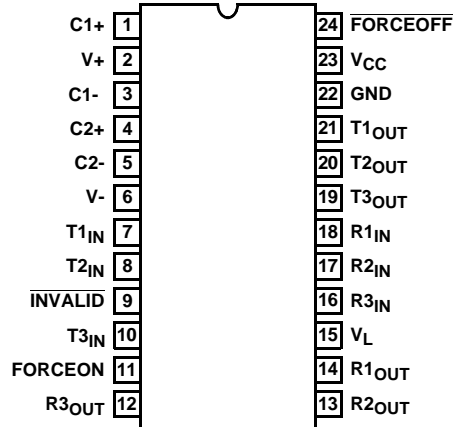 C1+ 1 24 FORCEOFF
V+ 2 23 VCC
C1- 3 22 GND
C2+ 4 21 T1OUT
C2- 5 20 T2OUT
V- 6 19 T3OUT
T1IN 7 18 R1IN
T2IN 8 17 R2IN
INVALID 9 16 R3IN
T3IN 10 15 VL
FORCEON 11 14 R1OUT
R3OUT 12 13 R2OUT